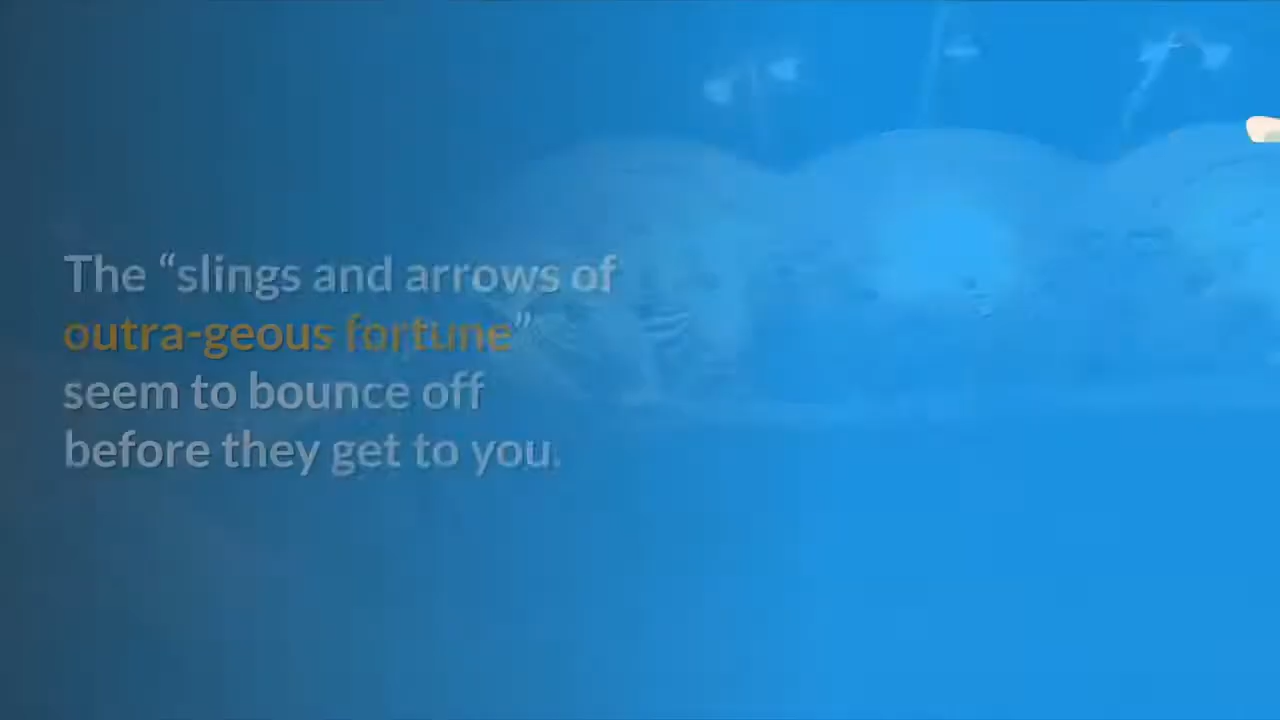 The “slings and arrows of
outra-geous fortune”
seem to bounce off
before they get to you.